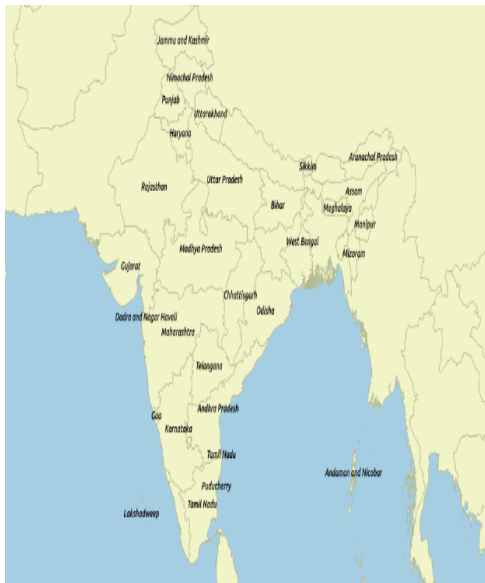 Jammu and Kashmir
Himachal Pradesh
Punjab
Uttarakhand
Haryana
Sikkim
Arunachal Pradesh
Rajasthan
Uttar Pradesh
Assam
Bihar
Meghalaya
Manipur
West Bangal
Madhya Pradesh
Mizoram
Gujarat
Chhattisgarh
Odisha
Dadra and Nagar Haveli
Maharashtra
Telangana
Andhra Pradesh
Goa
Karnataka
Tamil Nadu
Andaman and Nicobar
Puducherry
Tamil Nadu
Lakshadweep